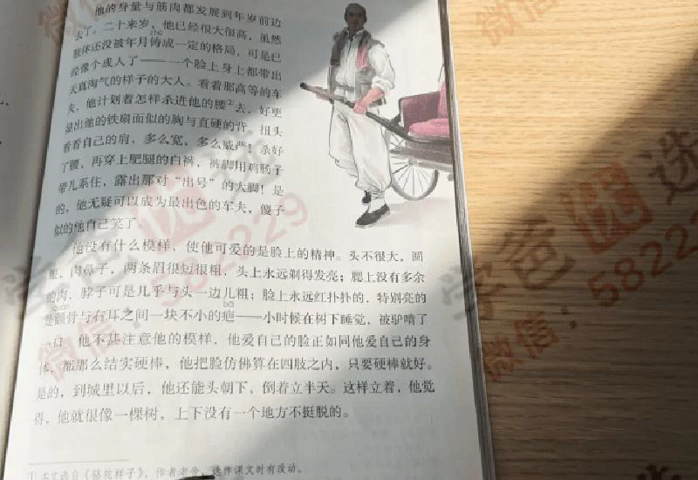 他的身量与筋肉都发展到年岁前边
去了。二十来岁，他已经很大很高，虽然
肢体还没被年月铸成一定的格局，可是已
经像个成人了——一个脸上身上都带出
天真淘气的样子的大人。看着那高等的车
夫，他计划着怎样杀进他的腰②去，好更
显出他的铁扇面似的胸与直硬的背。扭头
看看自己的肩，多么宽，多么威严！杀好
了腰，再穿上肥腿的白裤，裤脚用鸡肠子
带儿系住，露出那对“出号”的大脚！是
的，他无疑可以成为最出色的车夫，傻子
似的他自己笑了
他没有什么模样，使他可爱的是脸上的精神。头不很大，圆
眼，肉鼻子，两条眉很短很粗，头上永远剃得发亮；腮上没有多余
的肉，脖子可是几乎与头一边儿粗；脸上永远红扑扑的，特别亮的
是颧骨与右耳之间一块不小的疤——小时候在树下睡觉，被驴啃了
一口。他不甚注意他的模样，他爱自己的脸正如同他爱自己的身
体，都那么结实硬棒，他把脸仿佛算在四肢之内，只要硬棒就好。
是的，到城里以后，他还能头朝下，倒着立半天。这样立着，他觉
得，他就很像一棵树，上下没有一个地方不挺脱的。
①本文选自《骆驼祥子》，作者老舍，选作课文时有改动。
学爸选
微信：582229